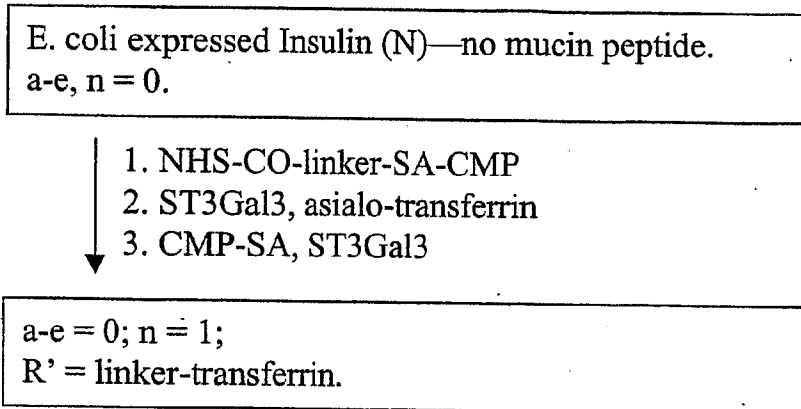 E. coli expressed Insulin (N)—no mucin peptide.
a-e, n = 0.
1. NHS-CO-linker-SA-CMP
2. ST3Gal3, asialo-transferrin
3. CMP-SA, ST3Gal3
a-e = 0; n = 1;
R’ = linker-transferrin.